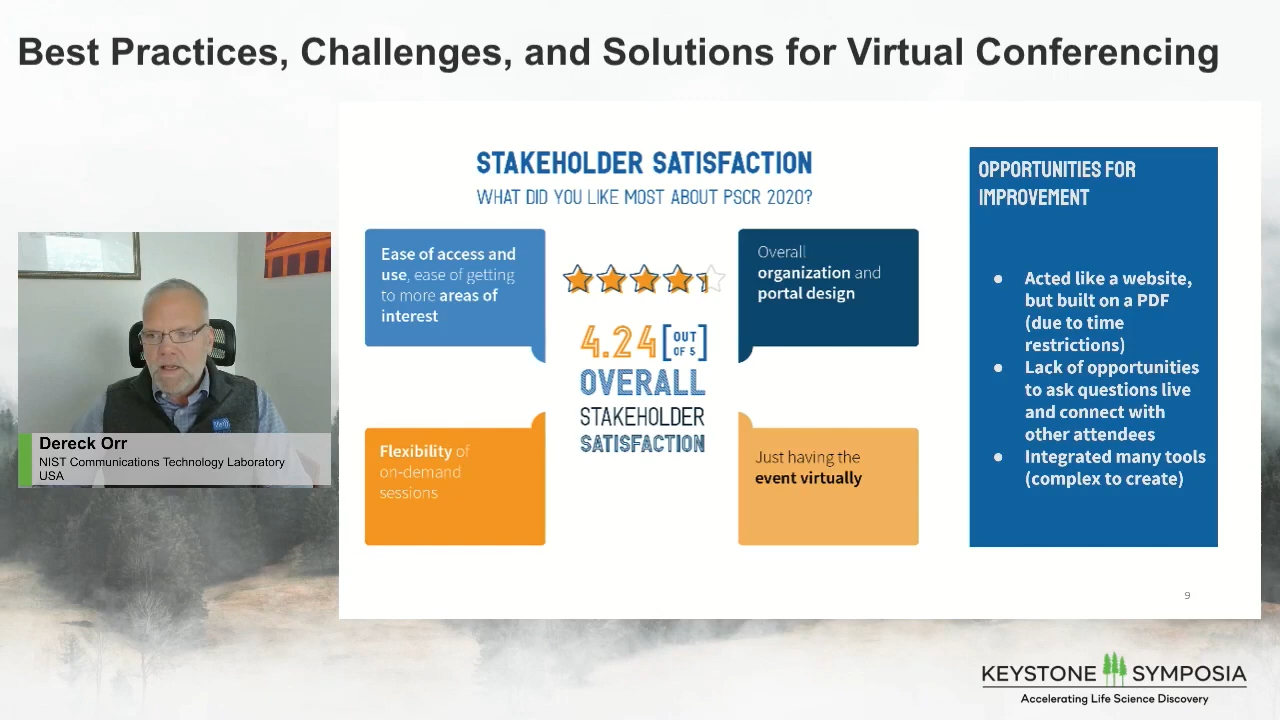 Best Practices, Challenges, and Solutions for Virtual Conferencing
STAKEHOLDER SATISFACTION
WHAT DID YOU LIKE MOST ABOUT PSCR 2020?
Ease of access and
use, ease of getting
to more areas of
interest
Overall
organization and
portal design
4.24 [OUT
OF 5]
OVERALL
STAKEHOLDER
SATISFACTION
Flexibility of
on-demand
sessions
Just having the
event virtually
OPPORTUNITIES FOR
IMPROVEMENT
● Acted like a website,
but built on a PDF
(due to time
restrictions)
● Lack of opportunities
to ask questions live
and connect with
other attendees
● Integrated many tools
(complex to create)
9
Dereck Orr
NIST Communications Technology Laboratory
USA
KEYSTONE SYMPOSIA
Accelerating Life Science Discovery